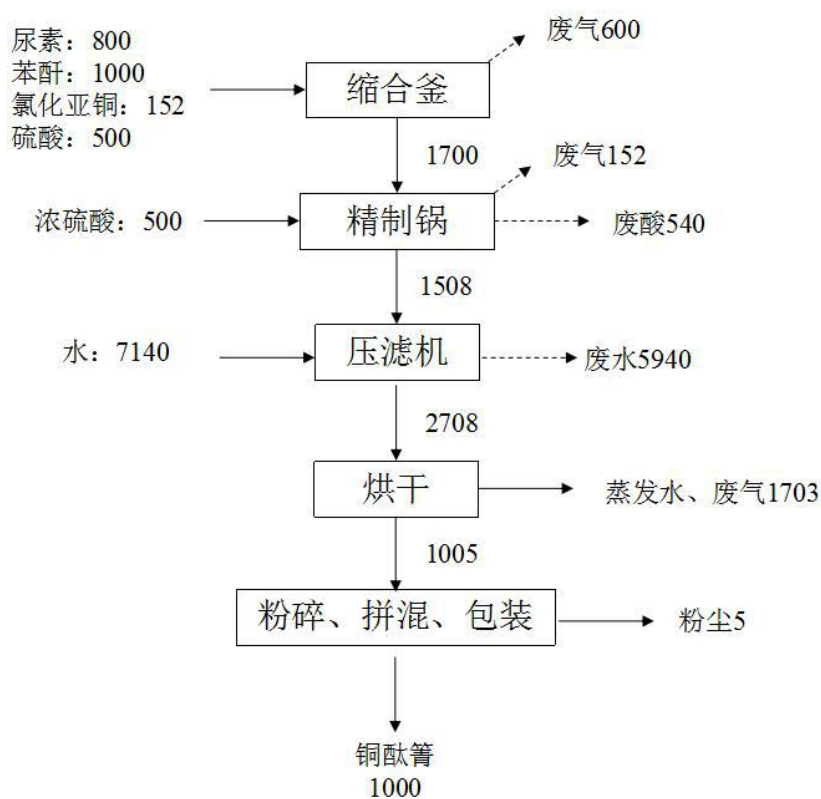 尿素：800
苯酐：1000
氯化亚铜：152
硫酸：500
废气600
缩合釜
1700
废气152
浓硫酸：500
精制锅
废酸540
1508
水：7140
压滤机
废水5940
2708
烘干
蒸发水、废气1703
1005
粉碎、拼混、包装
粉尘5
铜酞箐
1000